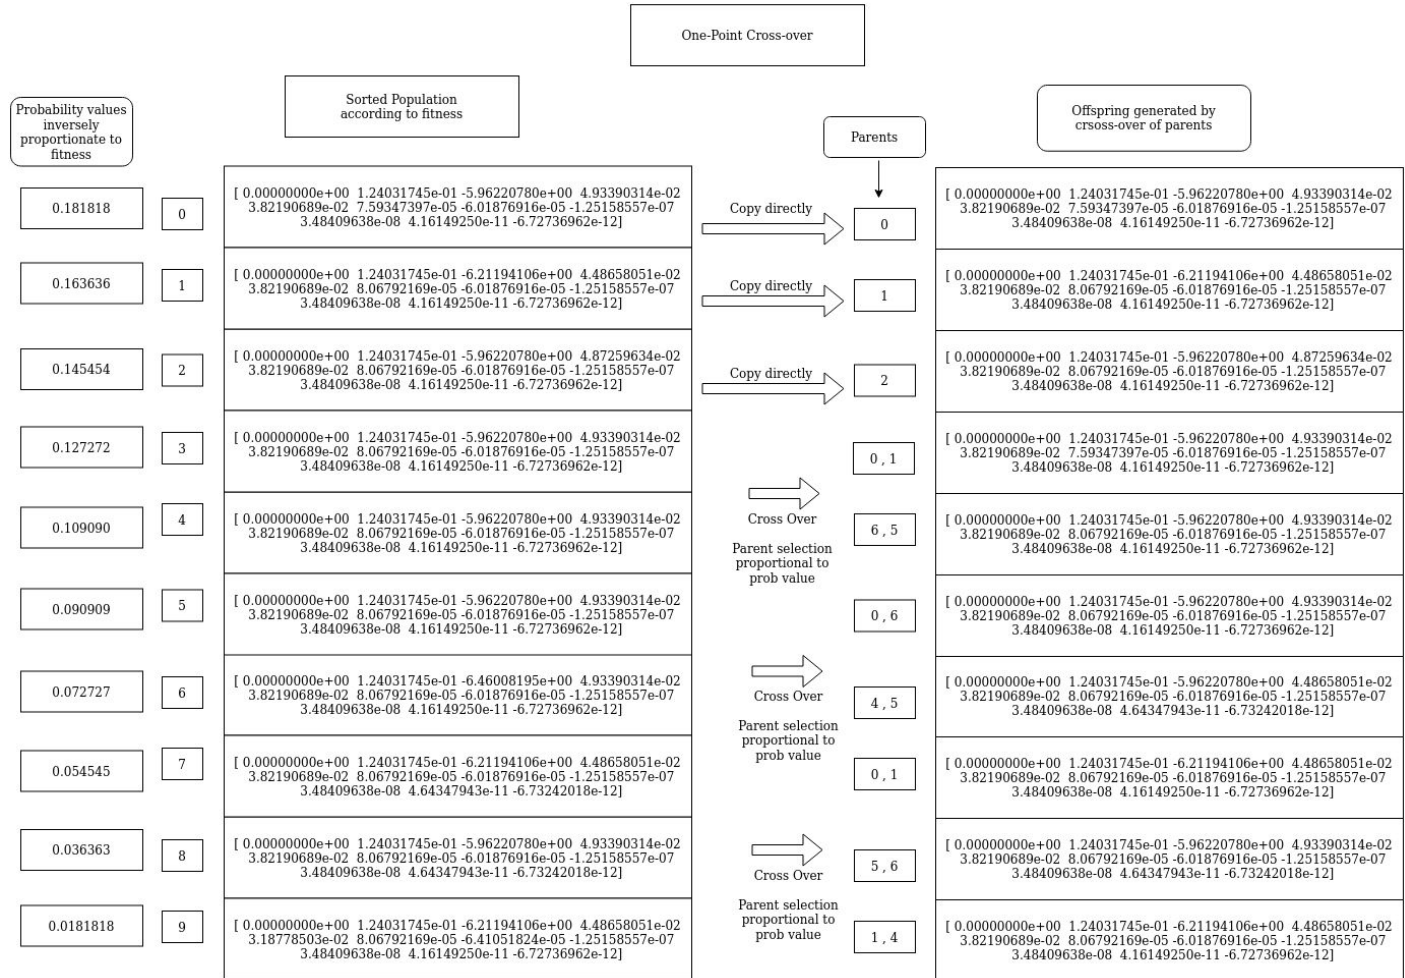 One-Point Cross-over
Probability values
inversely
proportionate to
fitness
Sorted Population
according to fitness
Parents
Offspring generated by
crsoss-over of parents
0.181818
0
[ 0.00000000e+00 1.24031745e-01 -5.96220780e+00 4.93390314e-02
3.82190689e-02 7.59347397e-05 -6.01876916e-05 -1.25158557e-07
3.48409638e-08 4.16149250e-11 -6.72736962e-12]
Copy directly
0
[ 0.00000000e+00 1.24031745e-01 -5.96220780e+00 4.93390314e-02
3.82190689e-02 7.59347397e-05 -6.01876916e-05 -1.25158557e-07
3.48409638e-08 4.16149250e-11 -6.72736962e-12]
0.163636
1
[ 0.00000000e+00 1.24031745e-01 -6.21194106e+00 4.48658051e-02
3.82190689e-02 8.06792169e-05 -6.01876916e-05 -1.25158557e-07
3.48409638e-08 4.16149250e-11 -6.72736962e-12]
Copy directly
1
[ 0.00000000e+00 1.24031745e-01 -6.21194106e+00 4.48658051e-02
3.82190689e-02 8.06792169e-05 -6.01876916e-05 -1.25158557e-07
3.48409638e-08 4.16149250e-11 -6.72736962e-12]
0.145454
2
[ 0.00000000e+00 1.24031745e-01 -5.96220780e+00 4.87259634e-02
3.82190689e-02 8.06792169e-05 -6.01876916e-05 -1.25158557e-07
3.48409638e-08 4.16149250e-11 -6.72736962e-12]
Copy directly
2
[ 0.00000000e+00 1.24031745e-01 -5.96220780e+00 4.87259634e-02
3.82190689e-02 8.06792169e-05 -6.01876916e-05 -1.25158557e-07
3.48409638e-08 4.16149250e-11 -6.72736962e-12]
0.127272
3
[ 0.00000000e+00 1.24031745e-01 -5.96220780e+00 4.93390314e-02
3.82190689e-02 8.06792169e-05 -6.01876916e-05 -1.25158557e-07
3.48409638e-08 4.16149250e-11 -6.72736962e-12]
0 , 1
[ 0.00000000e+00 1.24031745e-01 -5.96220780e+00 4.93390314e-02
3.82190689e-02 7.59347397e-05 -6.01876916e-05 -1.25158557e-07
3.48409638e-08 4.16149250e-11 -6.72736962e-12]
0.109090
4
[ 0.00000000e+00 1.24031745e-01 -5.96220780e+00 4.93390314e-02
3.82190689e-02 8.06792169e-05 -6.01876916e-05 -1.25158557e-07
3.48409638e-08 4.16149250e-11 -6.72736962e-12]
Cross Over
Parent selection
proportional to
prob value
6 , 5
[ 0.00000000e+00 1.24031745e-01 -5.96220780e+00 4.93390314e-02
3.82190689e-02 8.06792169e-05 -6.01876916e-05 -1.25158557e-07
3.48409638e-08 4.16149250e-11 -6.72736962e-12]
0.090909
5
[ 0.00000000e+00 1.24031745e-01 -5.96220780e+00 4.93390314e-02
3.82190689e-02 8.06792169e-05 -6.01876916e-05 -1.25158557e-07
3.48409638e-08 4.16149250e-11 -6.72736962e-12]
0 , 6
[ 0.00000000e+00 1.24031745e-01 -5.96220780e+00 4.93390314e-02
3.82190689e-02 8.06792169e-05 -6.01876916e-05 -1.25158557e-07
3.48409638e-08 4.16149250e-11 -6.72736962e-12]
0.072727
6
[ 0.00000000e+00 1.24031745e-01 -6.46008195e+00 4.93390314e-02
3.82190689e-02 8.06792169e-05 -6.01876916e-05 -1.25158557e-07
3.48409638e-08 4.16149250e-11 -6.72736962e-12]
Cross Over
Parent selection
proportional to
prob value
4 , 5
[ 0.00000000e+00 1.24031745e-01 -5.96220780e+00 4.48658051e-02
3.82190689e-02 8.06792169e-05 -6.01876916e-05 -1.25158557e-07
3.48409638e-08 4.64347943e-11 -6.73242018e-12]
0.054545
7
[ 0.00000000e+00 1.24031745e-01 -6.21194106e+00 4.48658051e-02
3.82190689e-02 8.06792169e-05 -6.01876916e-05 -1.25158557e-07
3.48409638e-08 4.64347943e-11 -6.73242018e-12]
0 , 1
[ 0.00000000e+00 1.24031745e-01 -6.21194106e+00 4.48658051e-02
3.82190689e-02 8.06792169e-05 -6.01876916e-05 -1.25158557e-07
3.48409638e-08 4.16149250e-11 -6.72736962e-12]
0.036363
8
[ 0.00000000e+00 1.24031745e-01 -5.96220780e+00 4.93390314e-02
3.82190689e-02 8.06792169e-05 -6.01876916e-05 -1.25158557e-07
3.48409638e-08 4.64347943e-11 -6.73242018e-12]
Cross Over
Parent selection
proportional to
prob value
5 , 6
[ 0.00000000e+00 1.24031745e-01 -5.96220780e+00 4.93390314e-02
3.82190689e-02 8.06792169e-05 -6.01876916e-05 -1.25158557e-07
3.48409638e-08 4.64347943e-11 -6.73242018e-12]
0.0181818
9
[ 0.00000000e+00 1.24031745e-01 -6.21194106e+00 4.48658051e-02
3.18778503e-02 8.06792169e-05 -6.41051824e-05 -1.25158557e-07
3.48409638e-08 4.16149250e-11 -6.72736962e-12]
1 , 4
[ 0.00000000e+00 1.24031745e-01 -6.21194106e+00 4.48658051e-02
3.82190689e-02 8.06792169e-05 -6.01876916e-05 -1.25158557e-07
3.48409638e-08 4.16149250e-11 -6.72736962e-12]